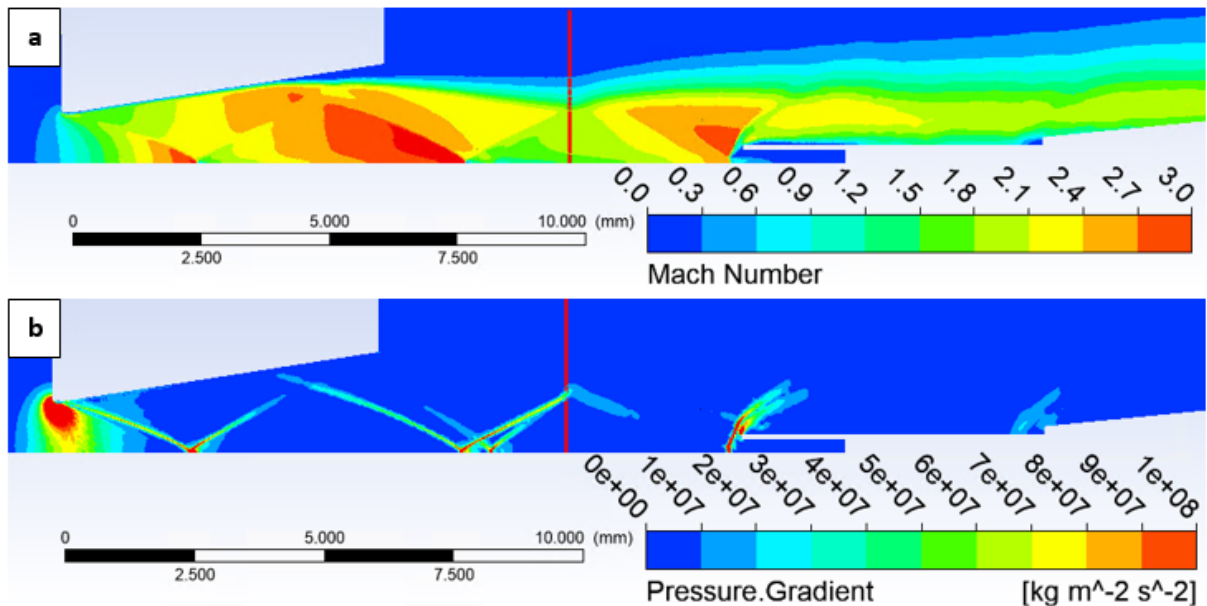 a
0.0 0.3 0.6 0.9 1.2 1.5 1.8 2.1 2.4 2.7 3.0
0 5.000 10.000 (mm)
2.500 7.500
Mach Number
b
0e+00 1e+07 2e+07 3e+07 4e+07 5e+07 6e+07 7e+07 8e+07 9e+07 1e+08
0 5.000 10.000 (mm)
2.500 7.500
Pressure.Gradient [kg m^-2 s^-2]